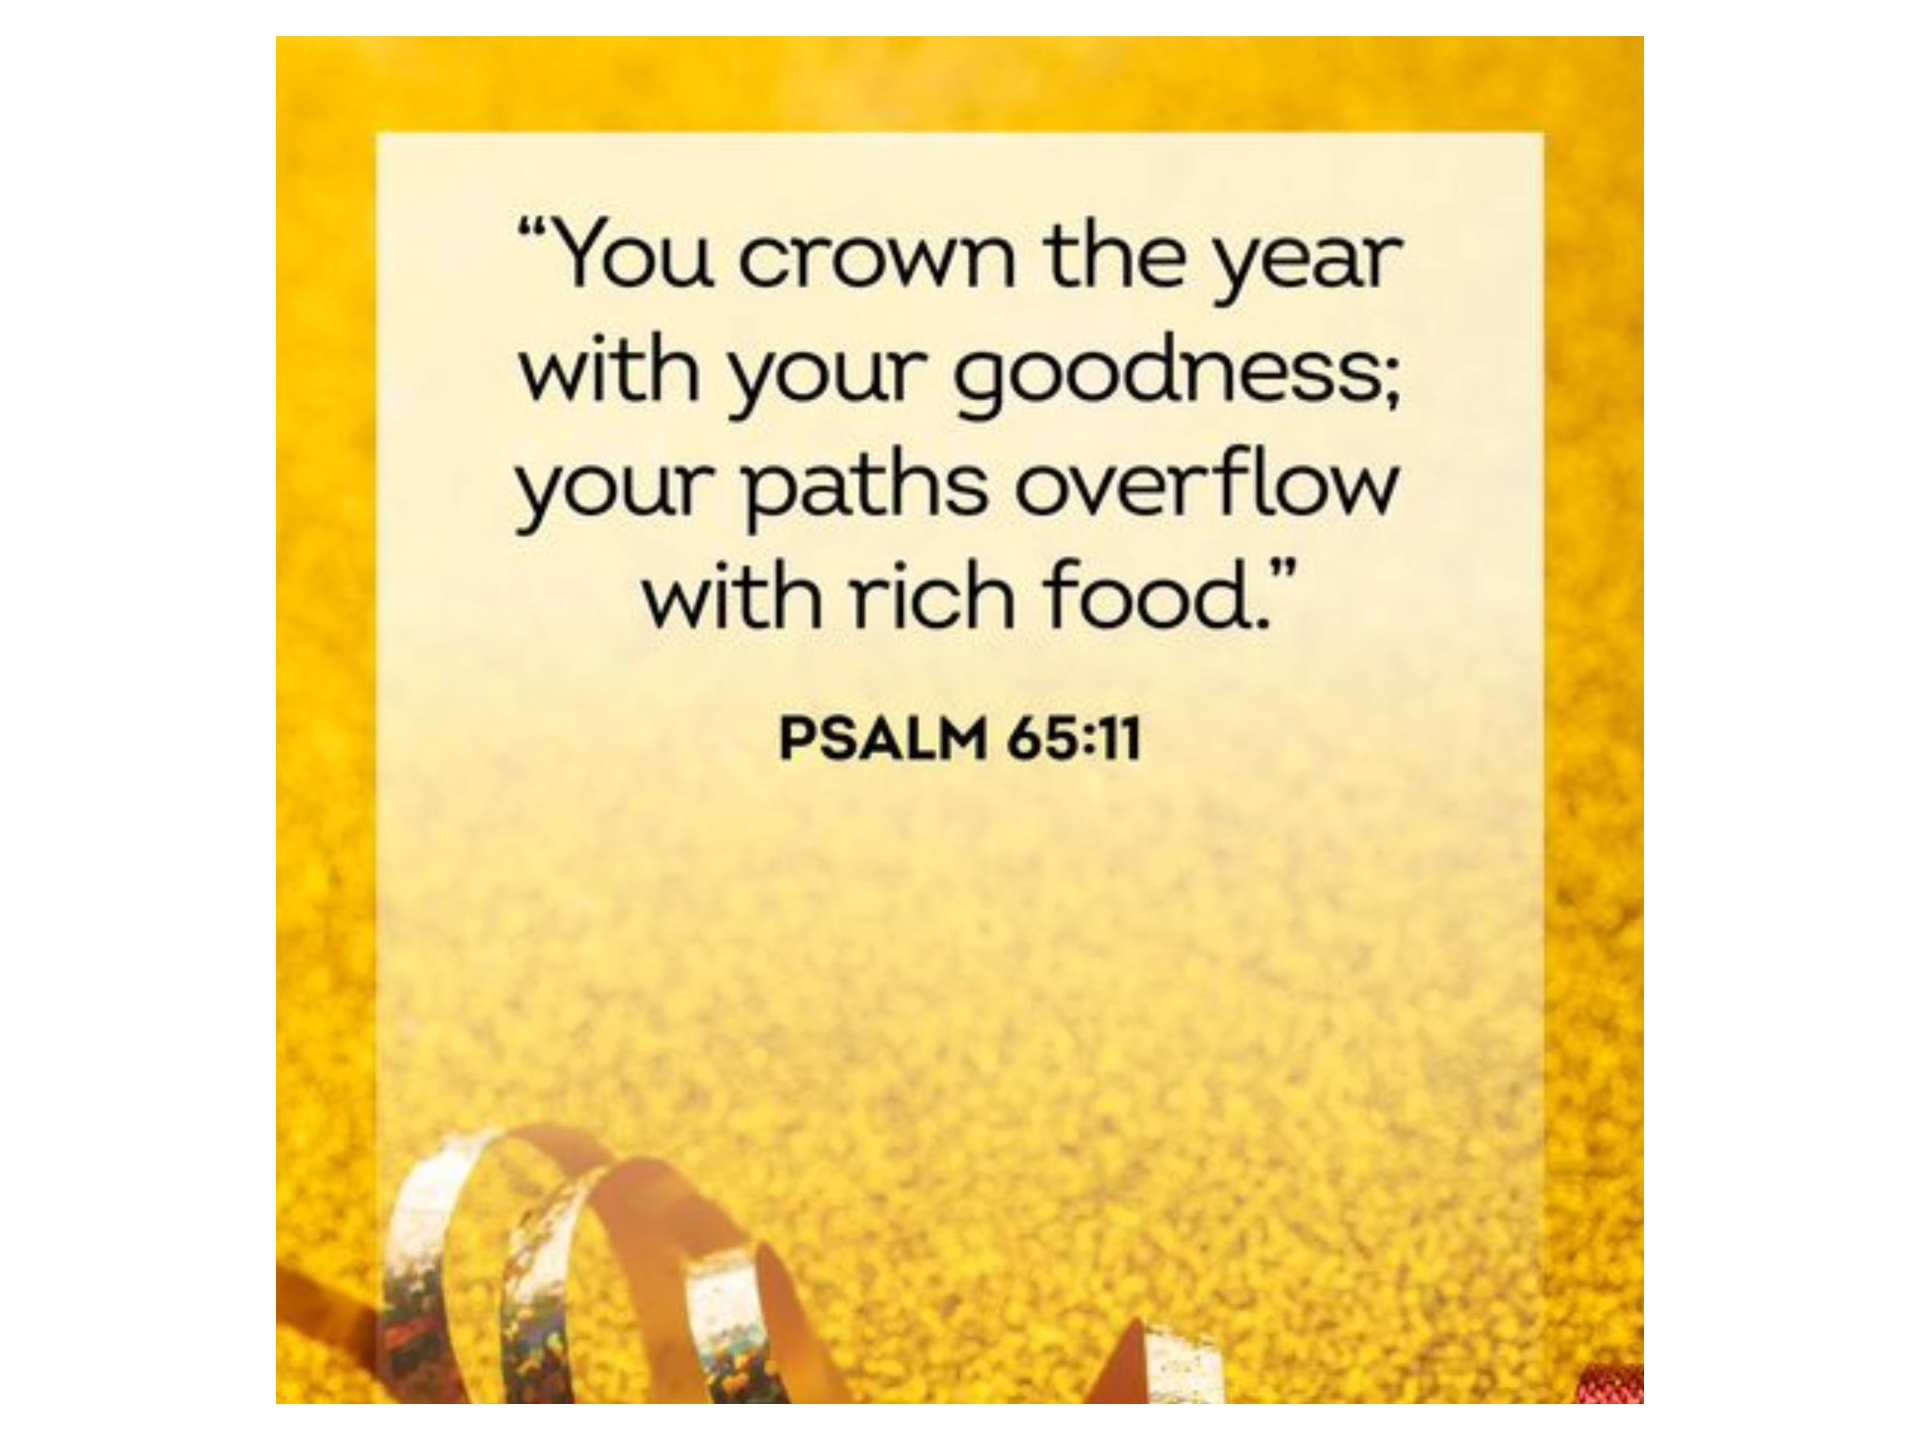 “You crown the year
with your goodness;
your paths overflow
with rich food.”
PSALM 65:11